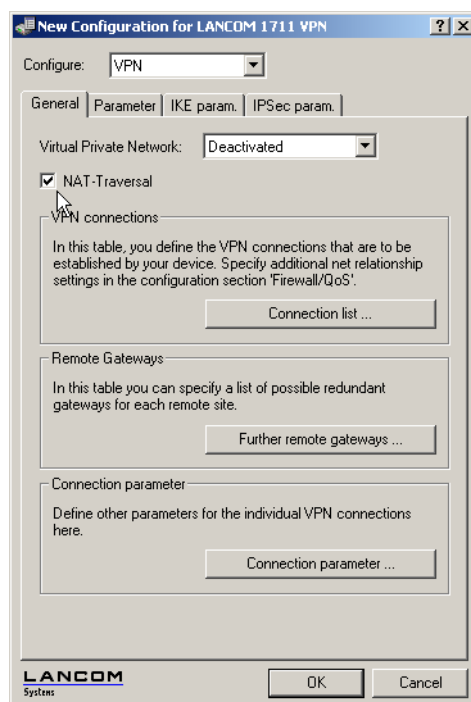 New Configuration for LANCOM 1711 VPN
Configure: VPN
General Parameter IKE param. IPSec param.
Virtual Private Network: Deactivated
NAT-Traversal
VPN connections
In this table, you define the VPN connections that are to be
established by your device. Specify additional net relationship
settings in the configuration section 'Firewall/QoS'.
Connection list ...
Remote Gateways
In this table you can specify a list of possible redundant
gateways for each remote site.
Further remote gateways ...
Connection parameter
Define other parameters for the individual VPN connections
here.
Connection parameter ...
LANCOM
Systems
OK Cancel